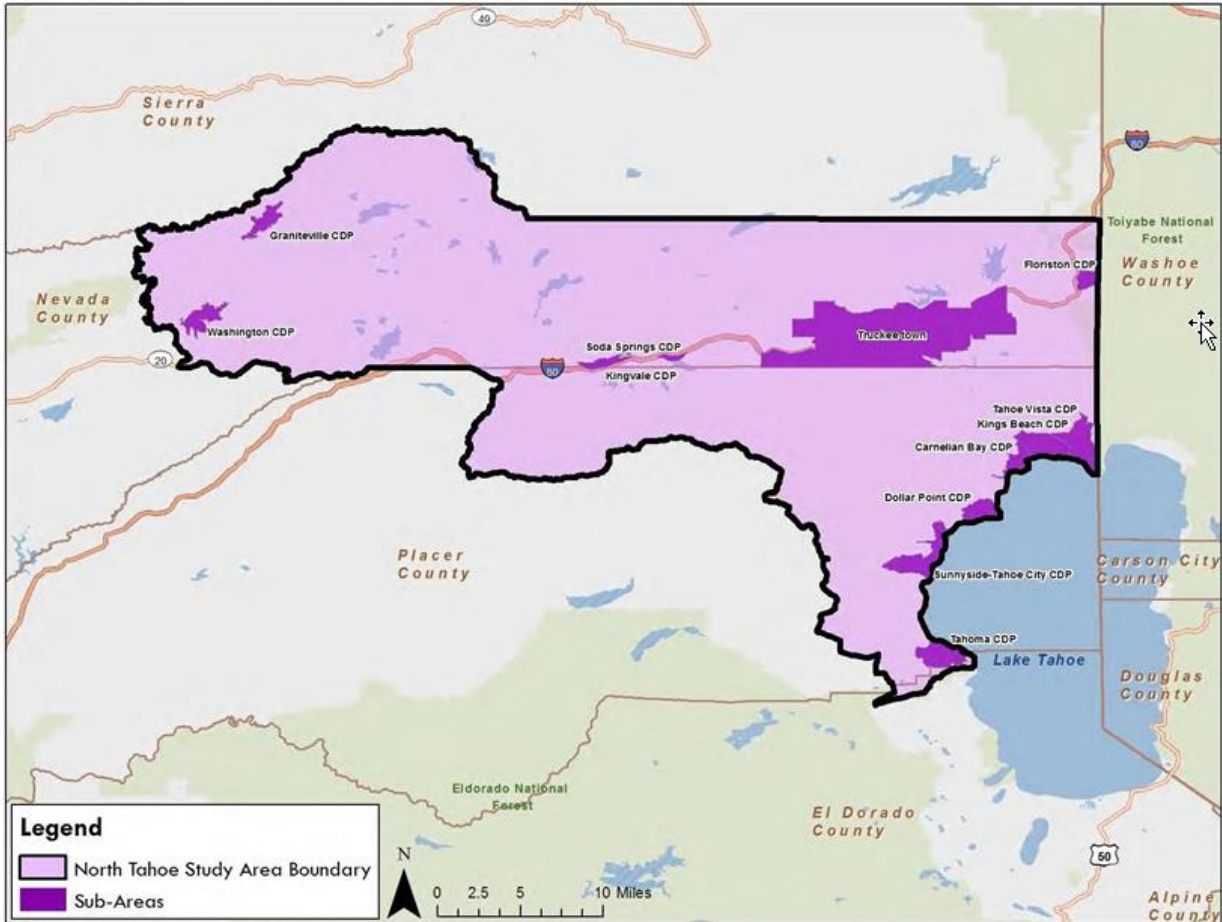 49
Sierra
County
80
Toiyabe National
Forest
Graniteville CDP
Floriston CDP
Washoe
County
Nevada
County
Washington CDP
Truckee town
20
Soda Springs CDP
80
Kingvale CDP
Tahoe Vista CDP
Kings Beach CDP
Carnelian Bay CDP
Dollar Point CDP
Placer
County
Carson City
County
Sunnyside-Tahoe City CDP
Tahoma CDP
Lake Tahoe
Douglas
County
Eldorado National
Forest
El Dorado
County
50
Alpine
County
Legend
North Tahoe Study Area Boundary
Sub-Areas
N
0 2.5 5 10 Miles